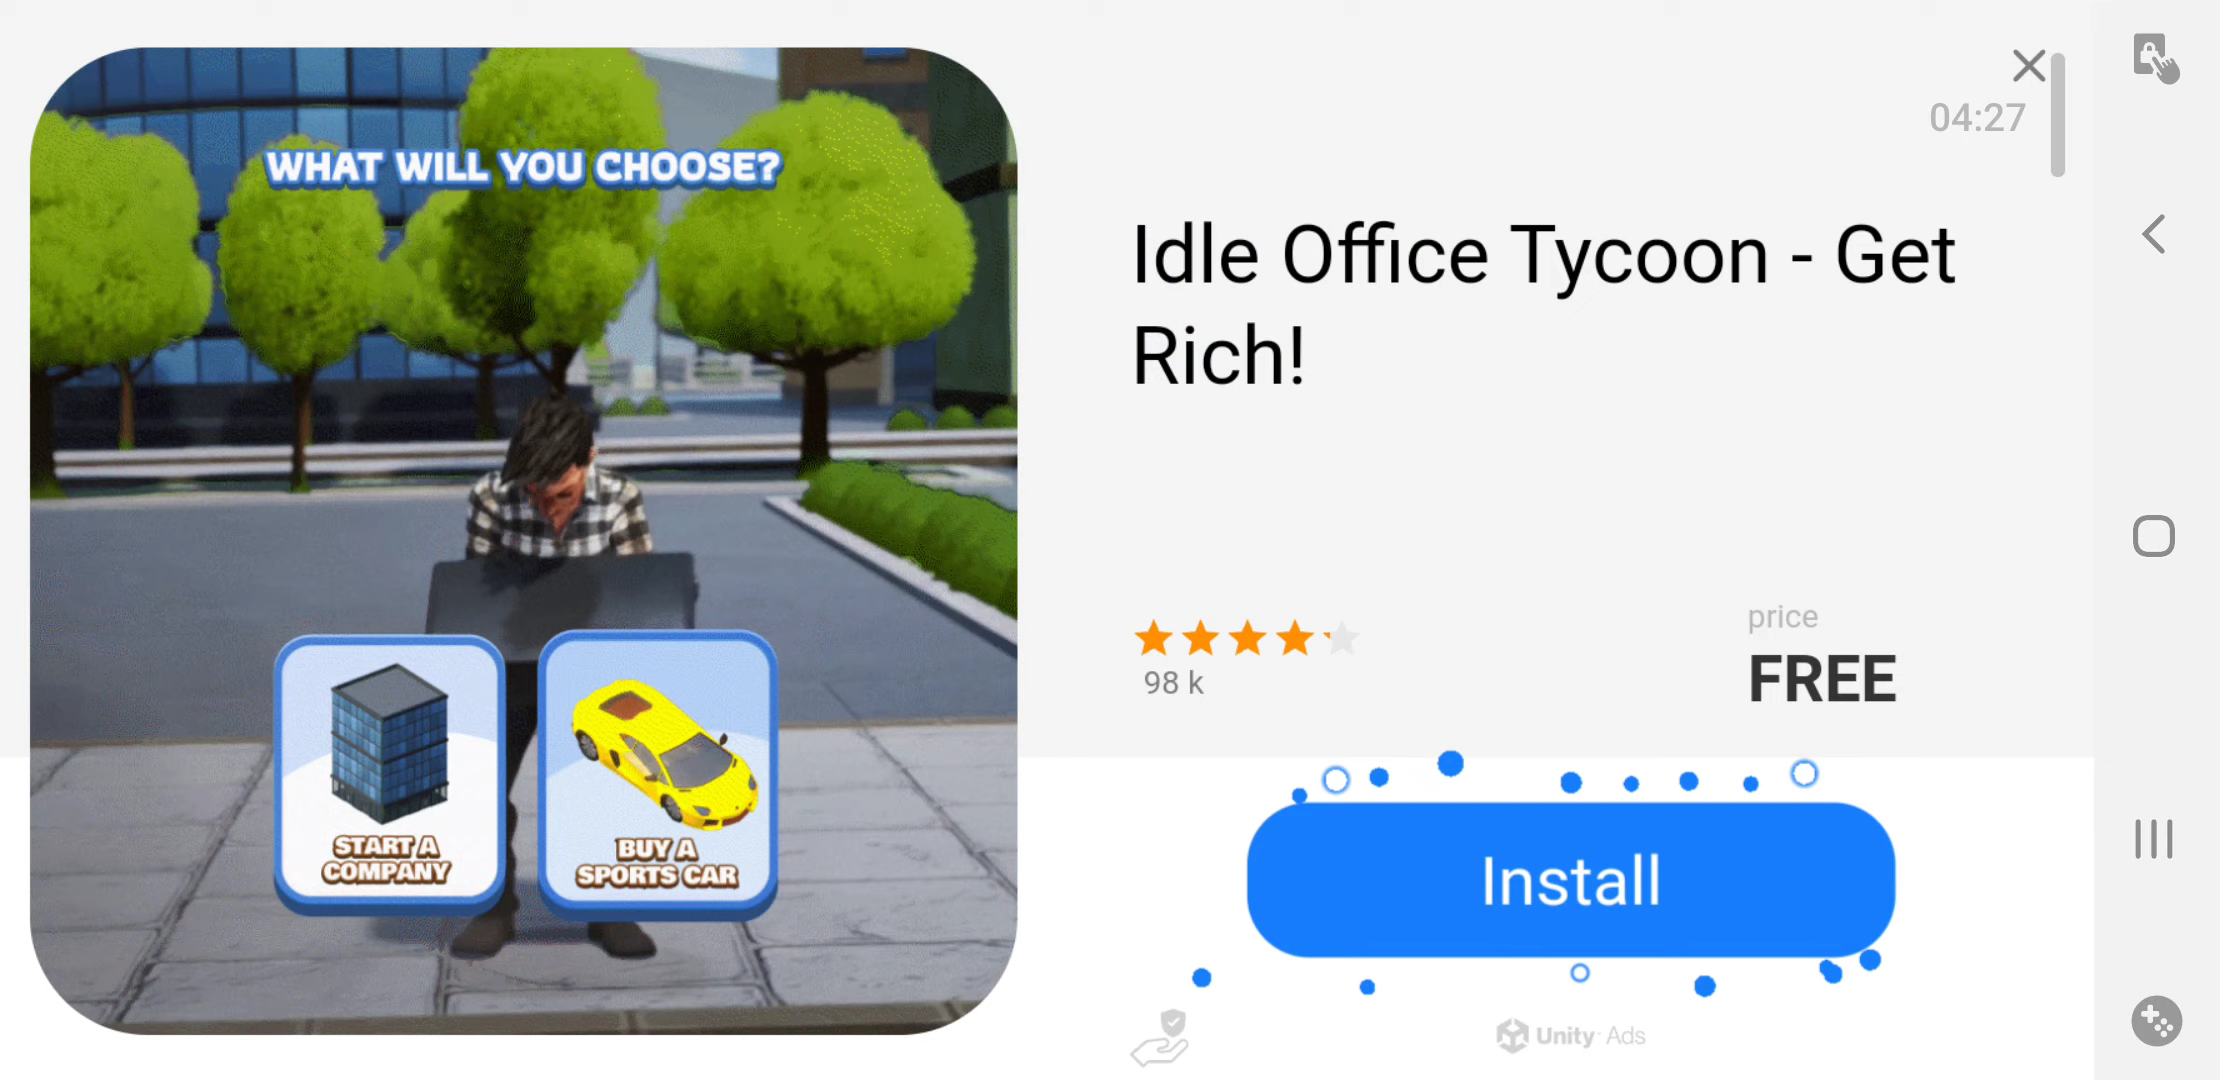 WHAT WILL YOU CHOOSE?
START A
COMPANY
BUY A
SPORTS CAR
04:27
Idle Office Tycoon - Get
Rich!
98 k
price
FREE
Install
Unity Ads